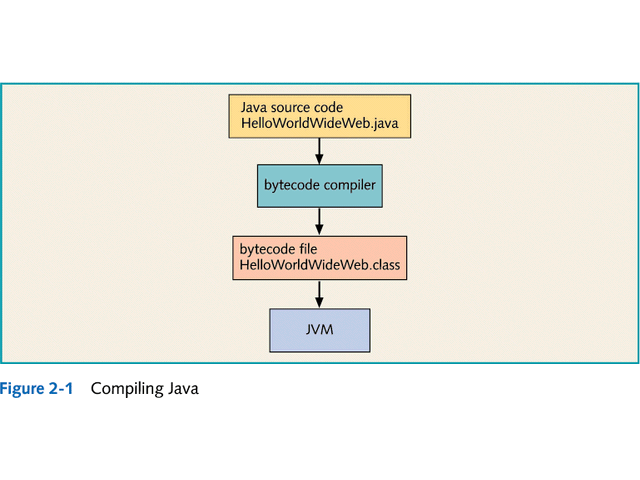 Java source code
HelloWorldWideWeb.java
bytecode compiler
bytecode file
HelloWorldWideWeb.class
JVM
Figure 2-1 Compiling Java